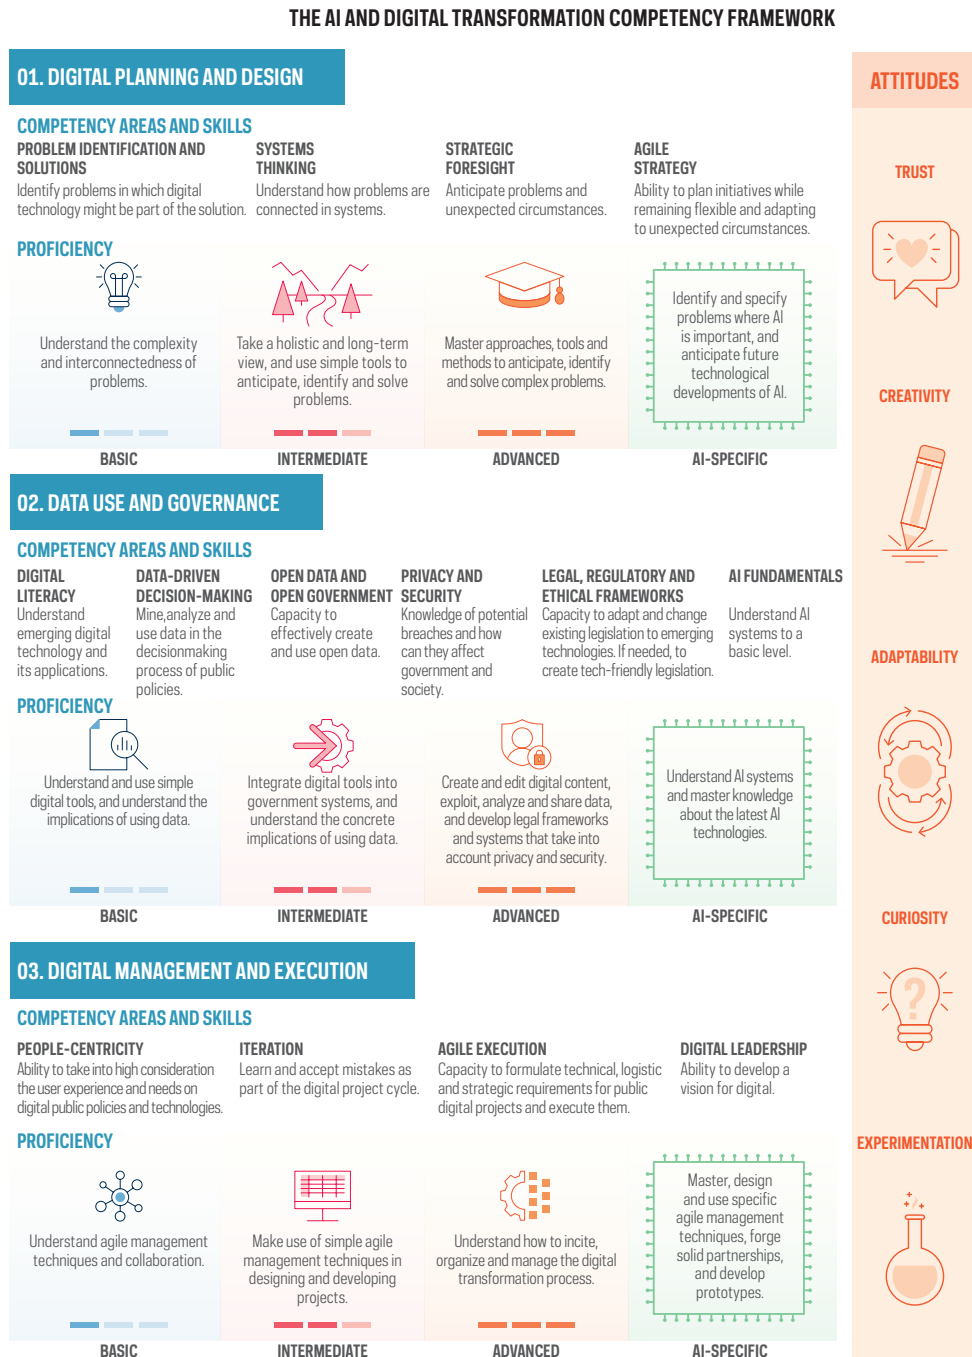 THE AI AND DIGITAL TRANSFORMATION COMPETENCY FRAMEWORK
01. DIGITAL PLANNING AND DESIGN
COMPETENCY AREAS AND SKILLS
PROBLEM IDENTIFICATION AND
SOLUTIONS
Identify problems in which digital
technology might be part of the solution.
SYSTEMS
THINKING
Understand how problems are
connected in systems.
STRATEGIC
FORESIGHT
Anticipate problems and
unexpected circumstances.
AGILE
STRATEGY
Ability to plan initiatives while
remaining flexible and adapting
to unexpected circumstances.
PROFICIENCY
Understand the complexity
and interconnectedness of
problems.
BASIC
Take a holistic and long-term
view, and use simple tools to
anticipate, identify and solve
problems.
INTERMEDIATE
Master approaches, tools and
methods to anticipate, identify
and solve complex problems.
ADVANCED
Identify and specify
problems where AI
is important, and
anticipate future
technological
developments of AI.
AI-SPECIFIC
02. DATA USE AND GOVERNANCE
COMPETENCY AREAS AND SKILLS
DIGITAL
LITERACY
Understand
emerging digital
technology and
its applications.
DATA-DRIVEN
DECISION-MAKING
Mine,analyze and
use data in the
decisionmaking
process of public
policies.
OPEN DATA AND
OPEN GOVERNMENT
Capacity to
effectively create
and use open data.
PRIVACY AND
SECURITY
Knowledge of potential
breaches and how
can they affect
government and
society.
LEGAL, REGULATORY AND
ETHICAL FRAMEWORKS
Capacity to adapt and change
existing legislation to emerging
technologies. If needed, to
create tech-friendly legislation.
AI FUNDAMENTALS
Understand AI
systems to a
basic level.
PROFICIENCY
Understand and use simple
digital tools, and understand the
implications of using data.
BASIC
Integrate digital tools into
government systems, and
understand the concrete
implications of using data.
INTERMEDIATE
Create and edit digital content,
exploit, analyze and share data,
and develop legal frameworks
and systems that take into
account privacy and security.
ADVANCED
Understand AI systems
and master knowledge
about the latest AI
technologies.
AI-SPECIFIC
03. DIGITAL MANAGEMENT AND EXECUTION
COMPETENCY AREAS AND SKILLS
PEOPLE-CENTRICITY
Ability to take into high consideration
the user experience and needs on
digital public policies and technologies.
ITERATION
Learn and accept mistakes as
part of the digital project cycle.
AGILE EXECUTION
Capacity to formulate technical, logistic
and strategic requirements for public
digital projects and execute them.
DIGITAL LEADERSHIP
Ability to develop a
vision for digital.
PROFICIENCY
Understand agile management
techniques and collaboration.
BASIC
Make use of simple agile
management techniques in
designing and developing
projects.
INTERMEDIATE
Understand how to incite,
organize and manage the digital
transformation process.
ADVANCED
Master, design
and use specific
agile management
techniques, forge
solid partnerships,
and develop
prototypes.
AI-SPECIFIC
ATTITUDES
TRUST
CREATIVITY
ADAPTABILITY
CURIOSITY
?
EXPERIMENTATION